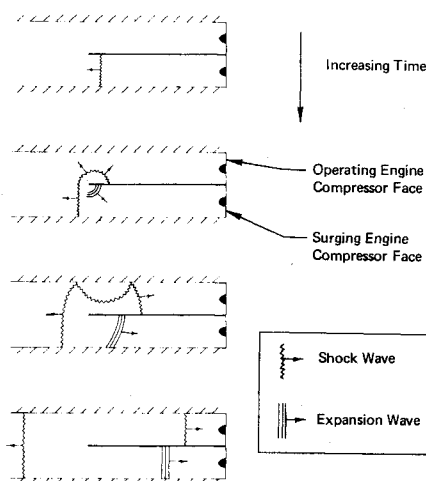 Increasing Time
Operating Engine
Compressor Face
Surging Engine
Compressor Face
Shock Wave
Expansion Wave